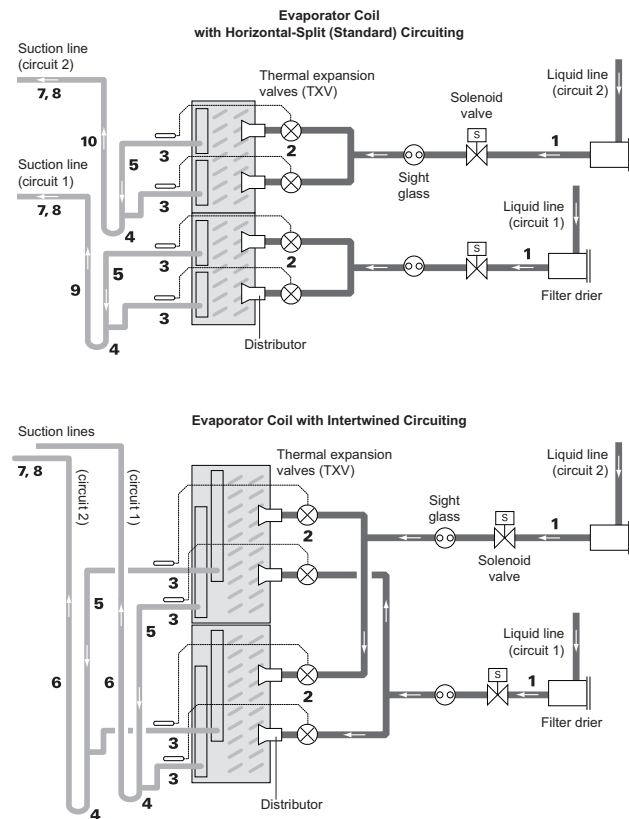 Evaporator Coil
with Horizontal-Split (Standard) Circuiting
Suction line
(circuit 2)
7, 8
Thermal expansion
valves (TXV)
Solenoid
valve
Liquid line
(circuit 2)
S
10
5
3
2
1
Sight
glass
Suction line
(circuit 1)
7, 8
3
4
Liquid line
(circuit 1)
S
1
5
3
2
9
3
4
Filter drier
Distributor
Evaporator Coil with Intertwined Circuiting
Suction lines
7, 8
(circuit 2)
(circuit 1)
Thermal expansion
valves (TXV)
Sight
glass
Liquid line
(circuit 2)
S
1
2
Solenoid
valve
3
5
3
5
Liquid line
(circuit 1)
S
1
6
6
2
Filter drier
3
3
4
4
Distributor